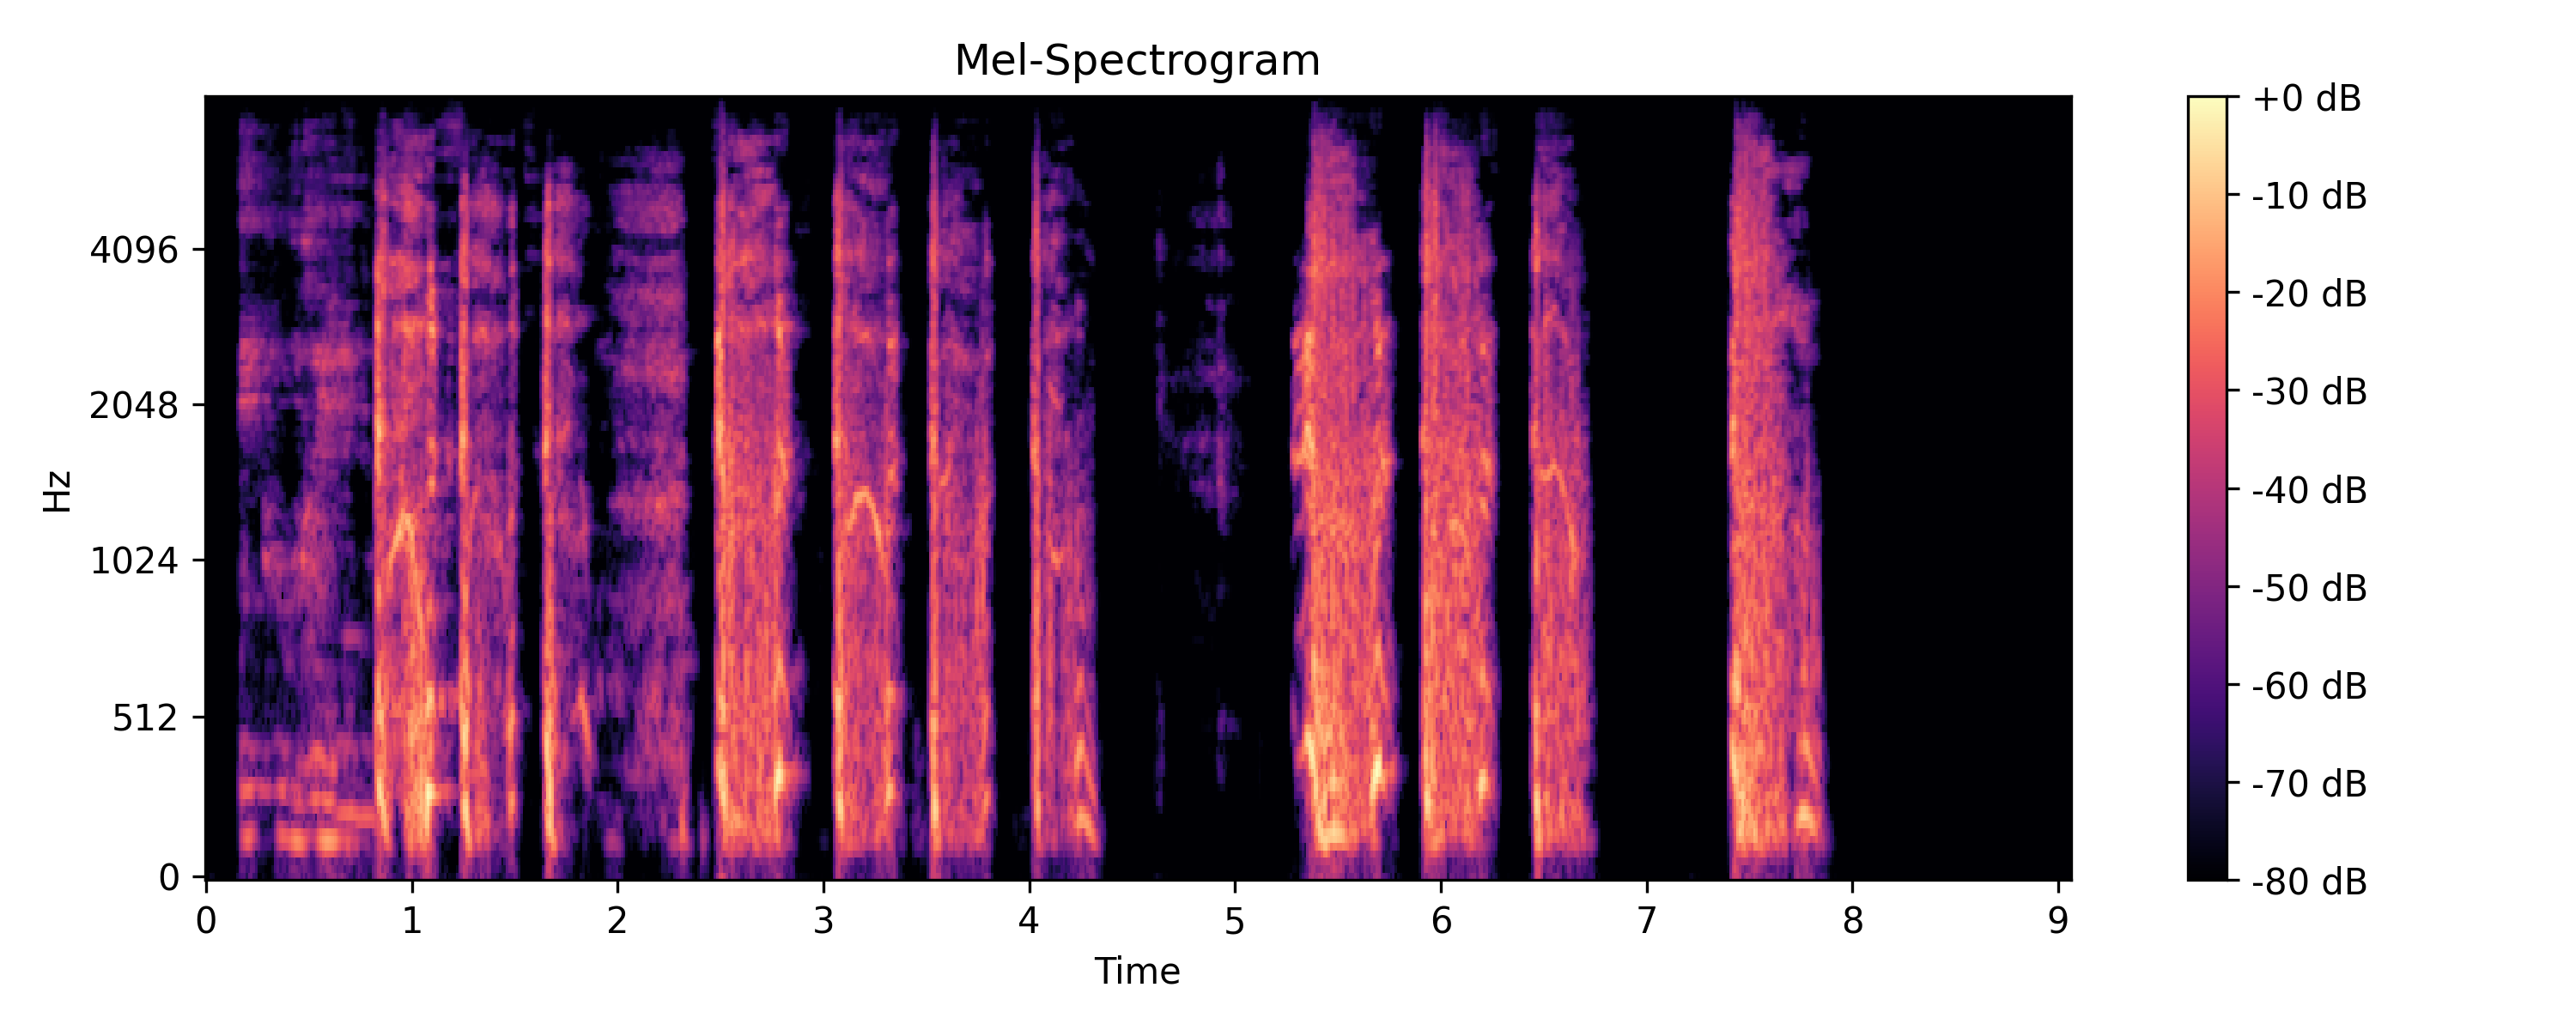 Mel-Spectrogram
Hz
4096
2048
1024
512
0
0 1 2 3 4 5 6 7 8 9
Time
+0 dB
-10 dB
-20 dB
-30 dB
-40 dB
-50 dB
-60 dB
-70 dB
-80 dB